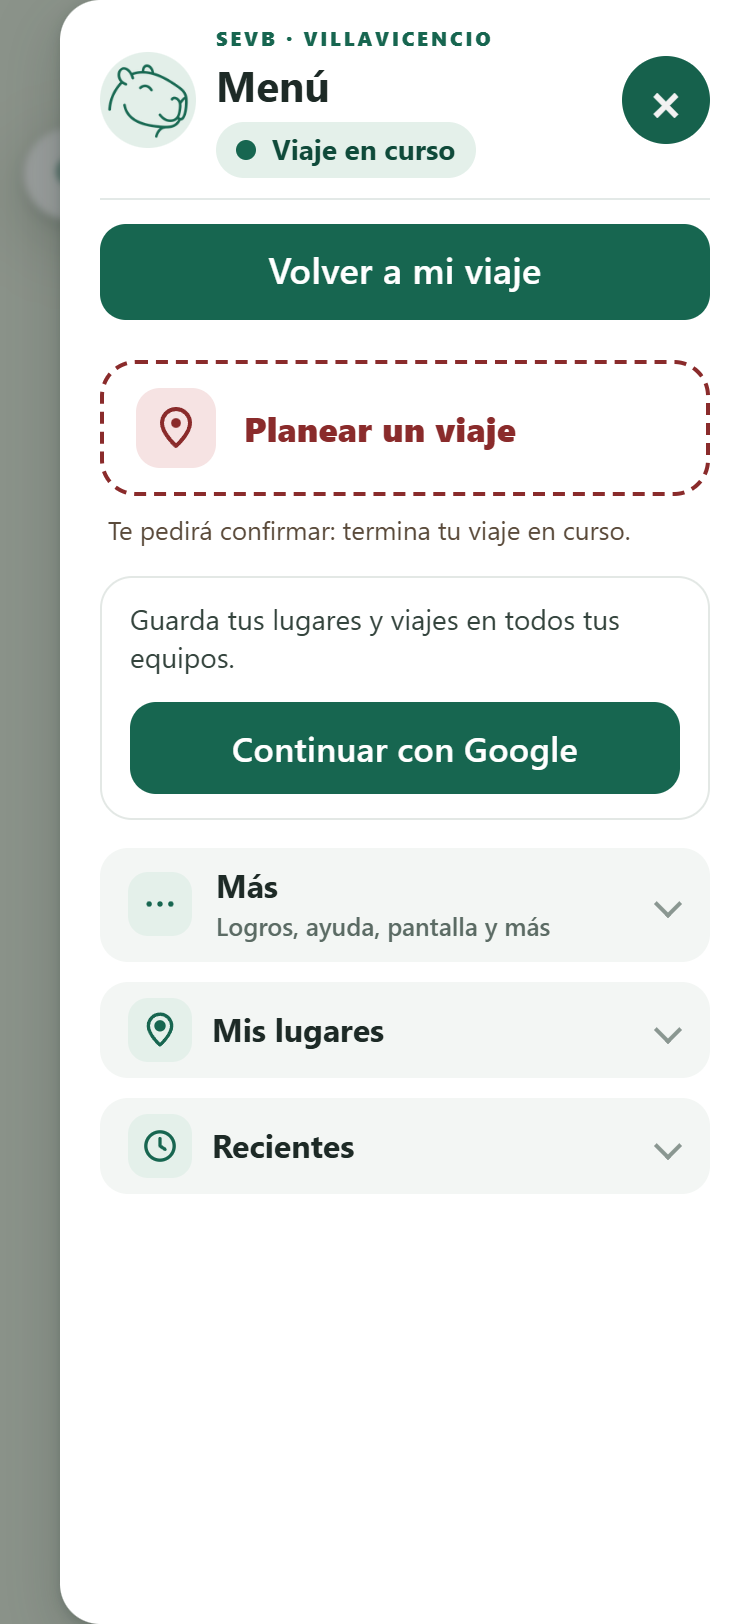 SEVB · VILLAVICENCIO
Menú
Viaje en curso
Volver a mi viaje
Planear un viaje
Te pedirá confirmar: termina tu viaje en curso.
Guarda tus lugares y viajes en todos tus
equipos.
Continuar con Google
Más
Logros, ayuda, pantalla y más
Mis lugares
Recientes